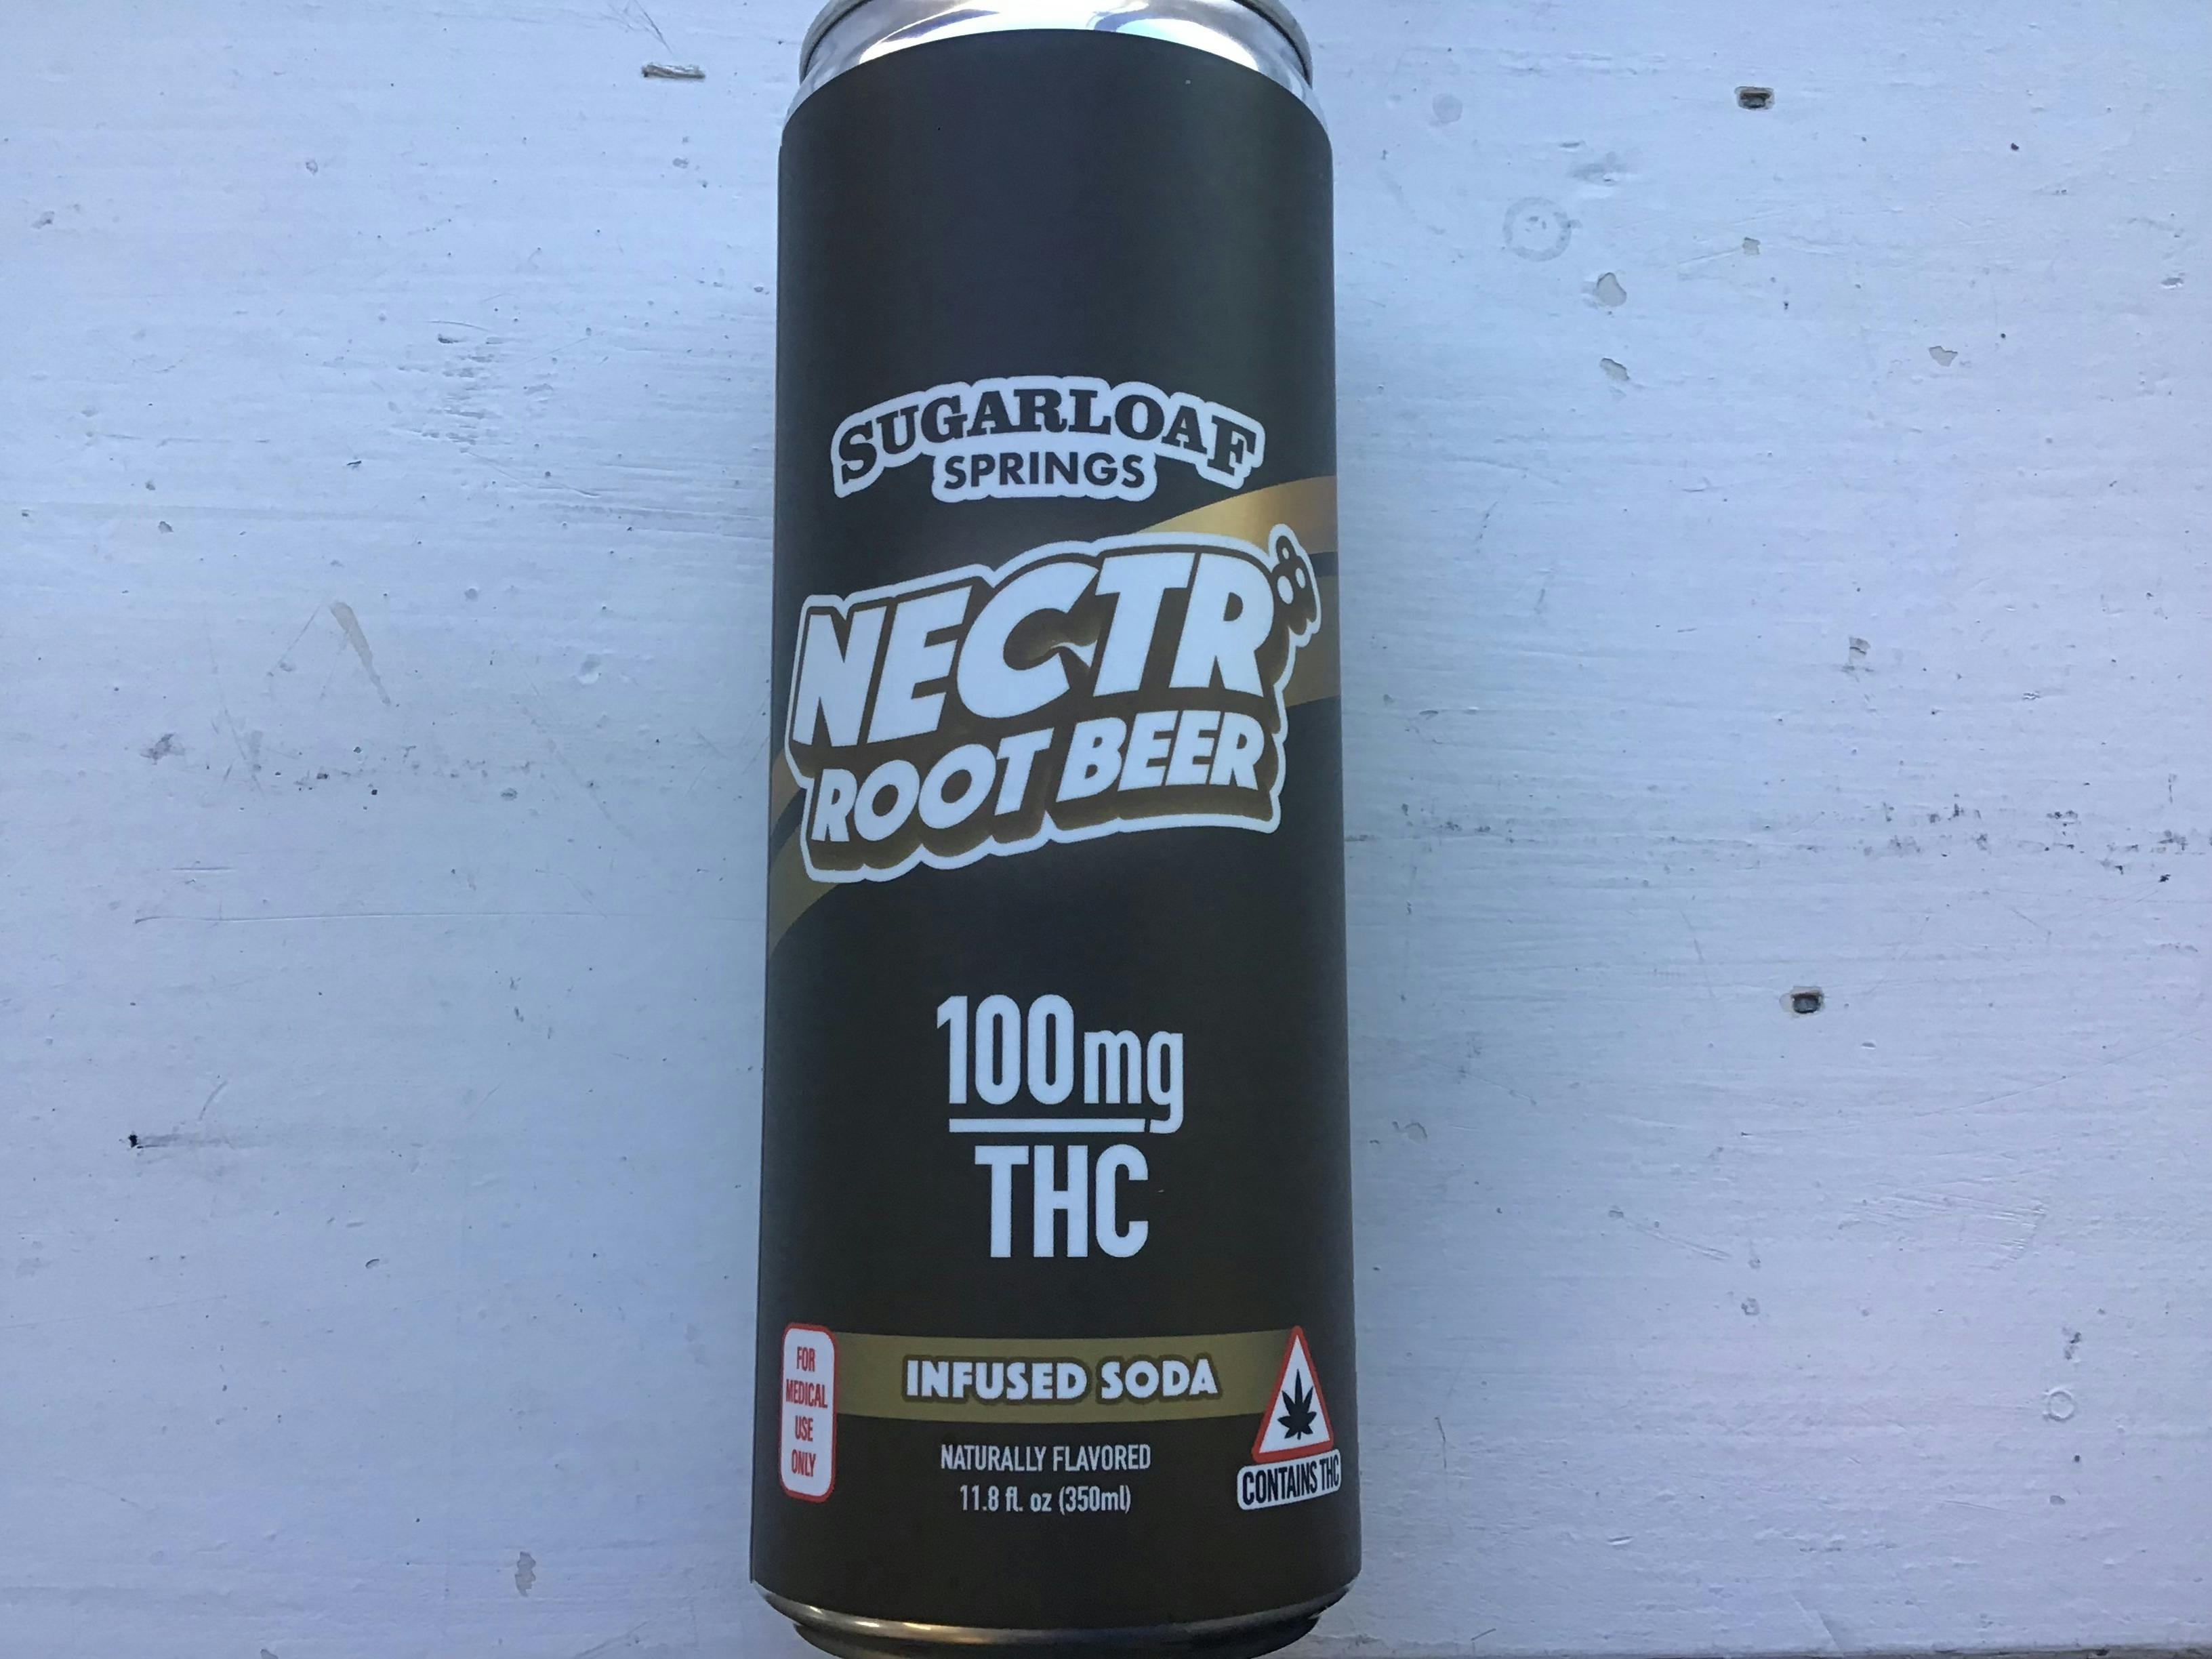 SUGARLOAF
SPRINGS
NECTR
ROOT BEER
100mg
THC
FOR
MEDICAL
USE
ONLY
INFUSED SODA
CONTAINS THC
NATURALLY FLAVORED
11.8 fl. oz (350ml)